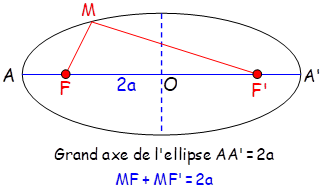 M
A F 2a O F' A'
Grand axe de l'ellipse AA' = 2a
MF + MF' = 2a